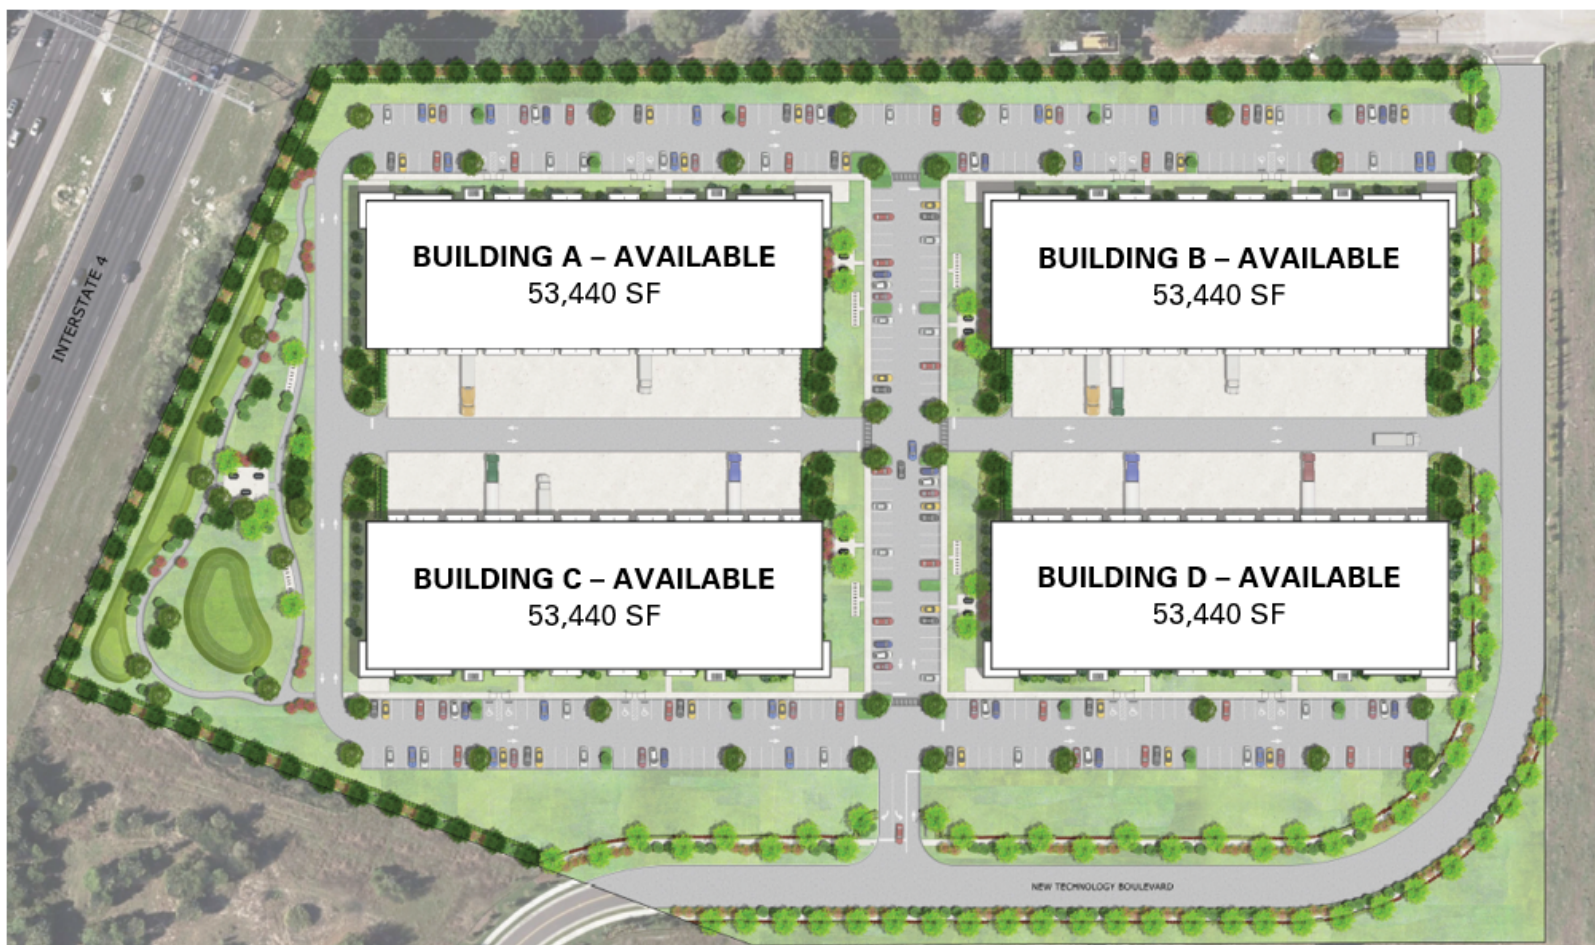 INTERSTATE 4
BUILDING A – AVAILABLE
53,440 SF
BUILDING B – AVAILABLE
53,440 SF
BUILDING C – AVAILABLE
53,440 SF
BUILDING D – AVAILABLE
53,440 SF
NEW TECHNOLOGY BOULEVARD